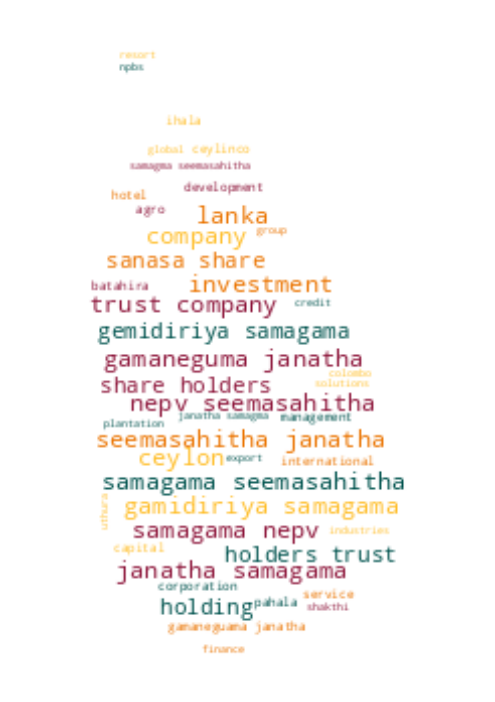 resort
npbs
ihala
global ceylinco
samagma seemasahitha
development
hotel
agro
lanka
company group
sanasa share
batahira investment
trust company credit
gemidiriya samagama
gamaneguma janatha
colombo
share holders solutions
nepv seemasahitha
janatha samagma management
plantation
seemasahitha janatha
ceylon export international
samagama seemasahitha
uthura
gamidiriya samagama
samagama nepv industries
capital
holders trust
janatha samagama
corporation
service
holding pahala shakthi
gamaneguama janatha
finance